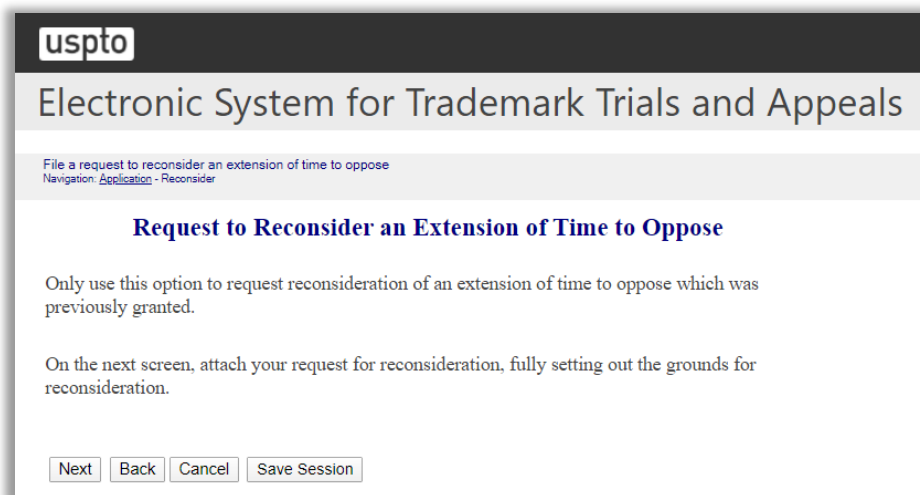 uspto
Electronic System for Trademark Trials and Appeals
File a request to reconsider an extension of time to oppose
Navigation: Application - Reconsider
Request to Reconsider an Extension of Time to Oppose
Only use this option to request reconsideration of an extension of time to oppose which was
previously granted.
On the next screen, attach your request for reconsideration, fully setting out the grounds for
reconsideration.
Next Back Cancel Save Session